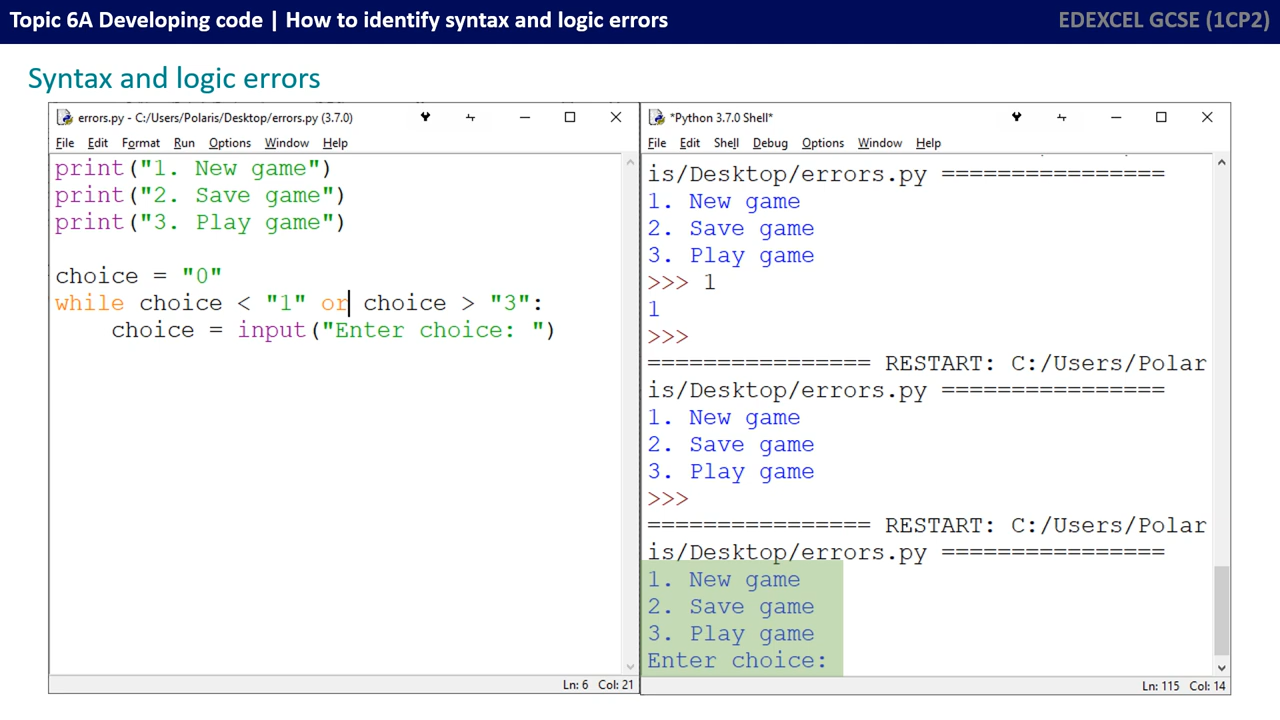 Topic 6A Developing code | How to identify syntax and logic errors
EDEXCEL GCSE (1CP2)
Syntax and logic errors
errors.py - C:/Users/Polaris/Desktop/errors.py (3.7.0)
File Edit Format Run Options Window Help
print("1. New game")
print("2. Save game")
print("3. Play game")
choice = "0"
while choice < "1" or choice > "3":
    choice = input("Enter choice: ")
Ln: 6 Col: 21
*Python 3.7.0 Shell*
File Edit Shell Debug Options Window Help
is/Desktop/errors.py ================
1. New game
2. Save game
3. Play game
>>> 1
1
>>>
================ RESTART: C:/Users/Polar
is/Desktop/errors.py ================
1. New game
2. Save game
3. Play game
>>>
================ RESTART: C:/Users/Polar
is/Desktop/errors.py ================
1. New game
2. Save game
3. Play game
Enter choice:
Ln: 115 Col: 14